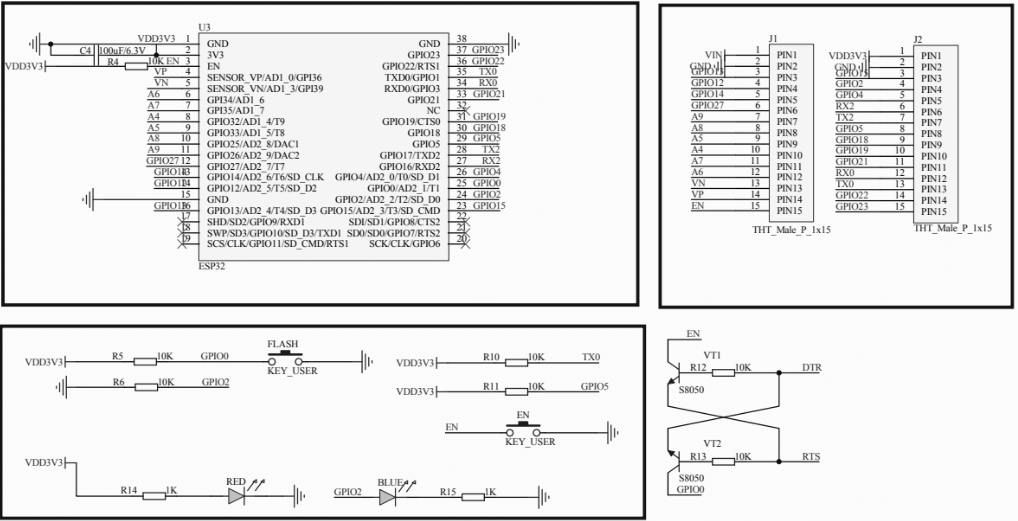 U3
VDD3V3 1 GND
C4 100uF/6.3V 2 3V3
VDD3V3 R4 10K EN 3 EN
VP 4 SENSOR_VP/AD1_0/GPI36
VN 5 SENSOR_VN/AD1_3/GPI39
A6 6 GPI34/AD1_6
A7 7 GPI35/AD1_7
A4 8 GPIO32/AD1_4/T9
A5 9 GPIO33/AD1_5/T8
A8 10 GPIO25/AD2_8/DAC1
A9 11 GPIO26/AD2_9/DAC2
GPIO27 12 GPIO27/AD2_7/T7
13 GPIO14/AD2_6/T6/SD_CLK
GPIO12/AD2_5/T5/SD_D2
15 GND
GPIO13/AD2_4/T4/SD_D3
17 SHD/SD2/GPIO9/RXD1
18 SWP/SD3/GPIO10/SD_D3/TXD1
19 SCS/CLK/GPIO11/SD_CMD/RTS1
GND 38
GPIO23 37 GPIO23
GPIO22/RTS1 36 GPIO22
TXD0/GPIO1 35 TX0
RXD0/GPIO3 34 RX0
GPIO21 33 GPIO21
NC 32
GPIO19/CTS0 31 GPIO19
GPIO18 30 GPIO18
GPIO5 29 GPIO5
GPIO17/TXD2 28 TX2
GPIO16/RXD2 27 RX2
GPIO4/AD2_0/T0/SD_D1 26 GPIO4
GPIO0/AD2_1/T1 25 GPIO0
GPIO2/AD2_2/T2/SD_D0 24 GPIO2
GPIO15/AD2_3/T3/SD_CMD 23 GPIO15
SDI/SD1/GPIO8/CTS2 22
SD0/SD0/GPIO7/RTS2 21
SCK/CLK/GPIO6 20
ESP32
J1
VIN 1 PIN1
GND 2 PIN2
GPIO13 3 PIN3
GPIO12 4 PIN4
GPIO14 5 PIN5
GPIO27 6 PIN6
A9 7 PIN7
A8 8 PIN8
A5 9 PIN9
A4 10 PIN10
A7 11 PIN11
A6 12 PIN12
VN 13 PIN13
VP 14 PIN14
EN 15 PIN15
THT_Male_P_1x15
J2
VDD3V3 1 PIN1
GND 2 PIN2
GPIO15 3 PIN3
GPIO2 4 PIN4
GPIO4 5 PIN5
RX2 6 PIN6
TX2 7 PIN7
GPIO5 8 PIN8
GPIO18 9 PIN9
GPIO19 10 PIN10
GPIO21 11 PIN11
RX0 12 PIN12
TX0 13 PIN13
GPIO22 14 PIN14
GPIO23 15 PIN15
THT_Male_P_1x15
FLASH
VDD3V3 R5 10K GPIO0 KEY_USER
R6 10K GPIO2
VDD3V3 R10 10K TX0
VDD3V3 R11 10K GPIO5
EN
EN KEY_USER
VDD3V3
R14 1K RED
GPIO2 BLUE R15 1K
EN
VT1
R12 10K DTR
S8050
VT2
R13 10K RTS
S8050
GPIO0